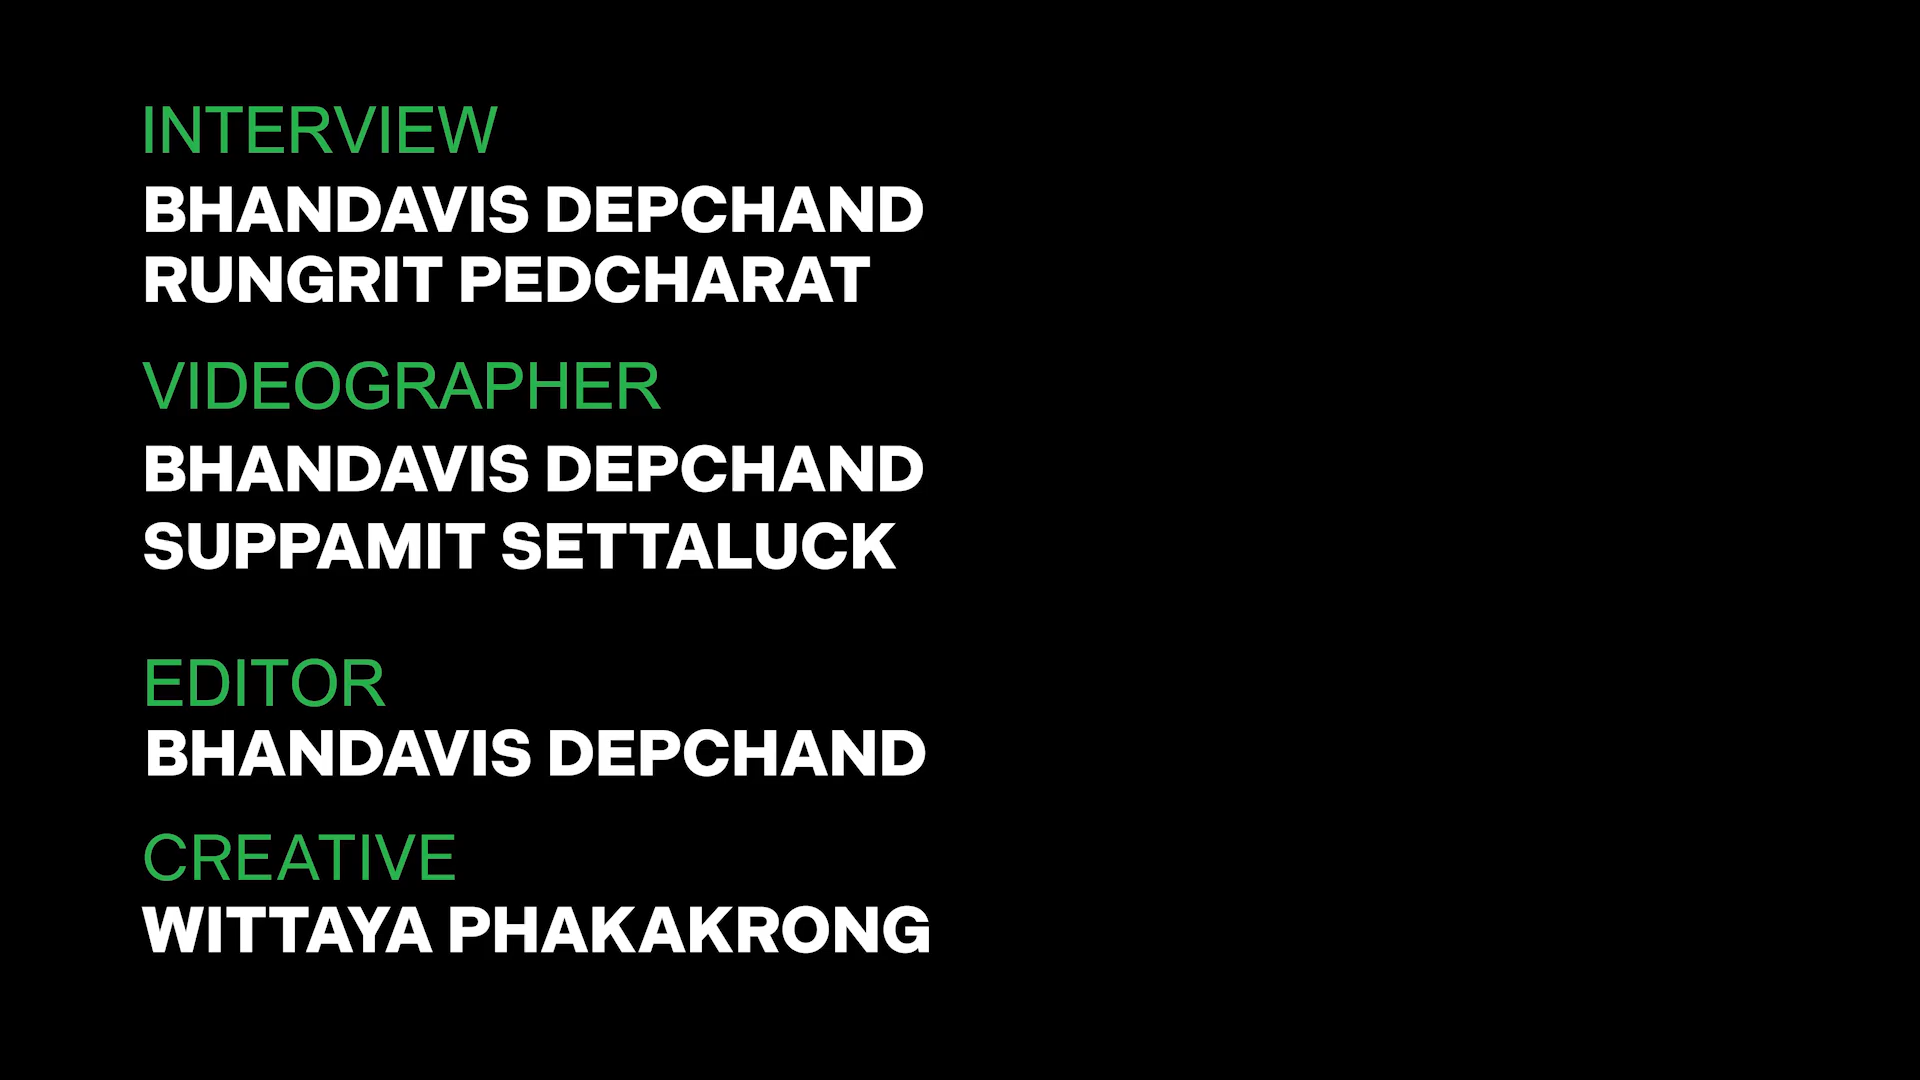 INTERVIEW
BHANDAVIS DEPCHAND
RUNGRIT PEDCHARAT
VIDEOGRAPHER
BHANDAVIS DEPCHAND
SUPPAMIT SETTALUCK
EDITOR
BHANDAVIS DEPCHAND
CREATIVE
WITTAYA PHAKAKRONG